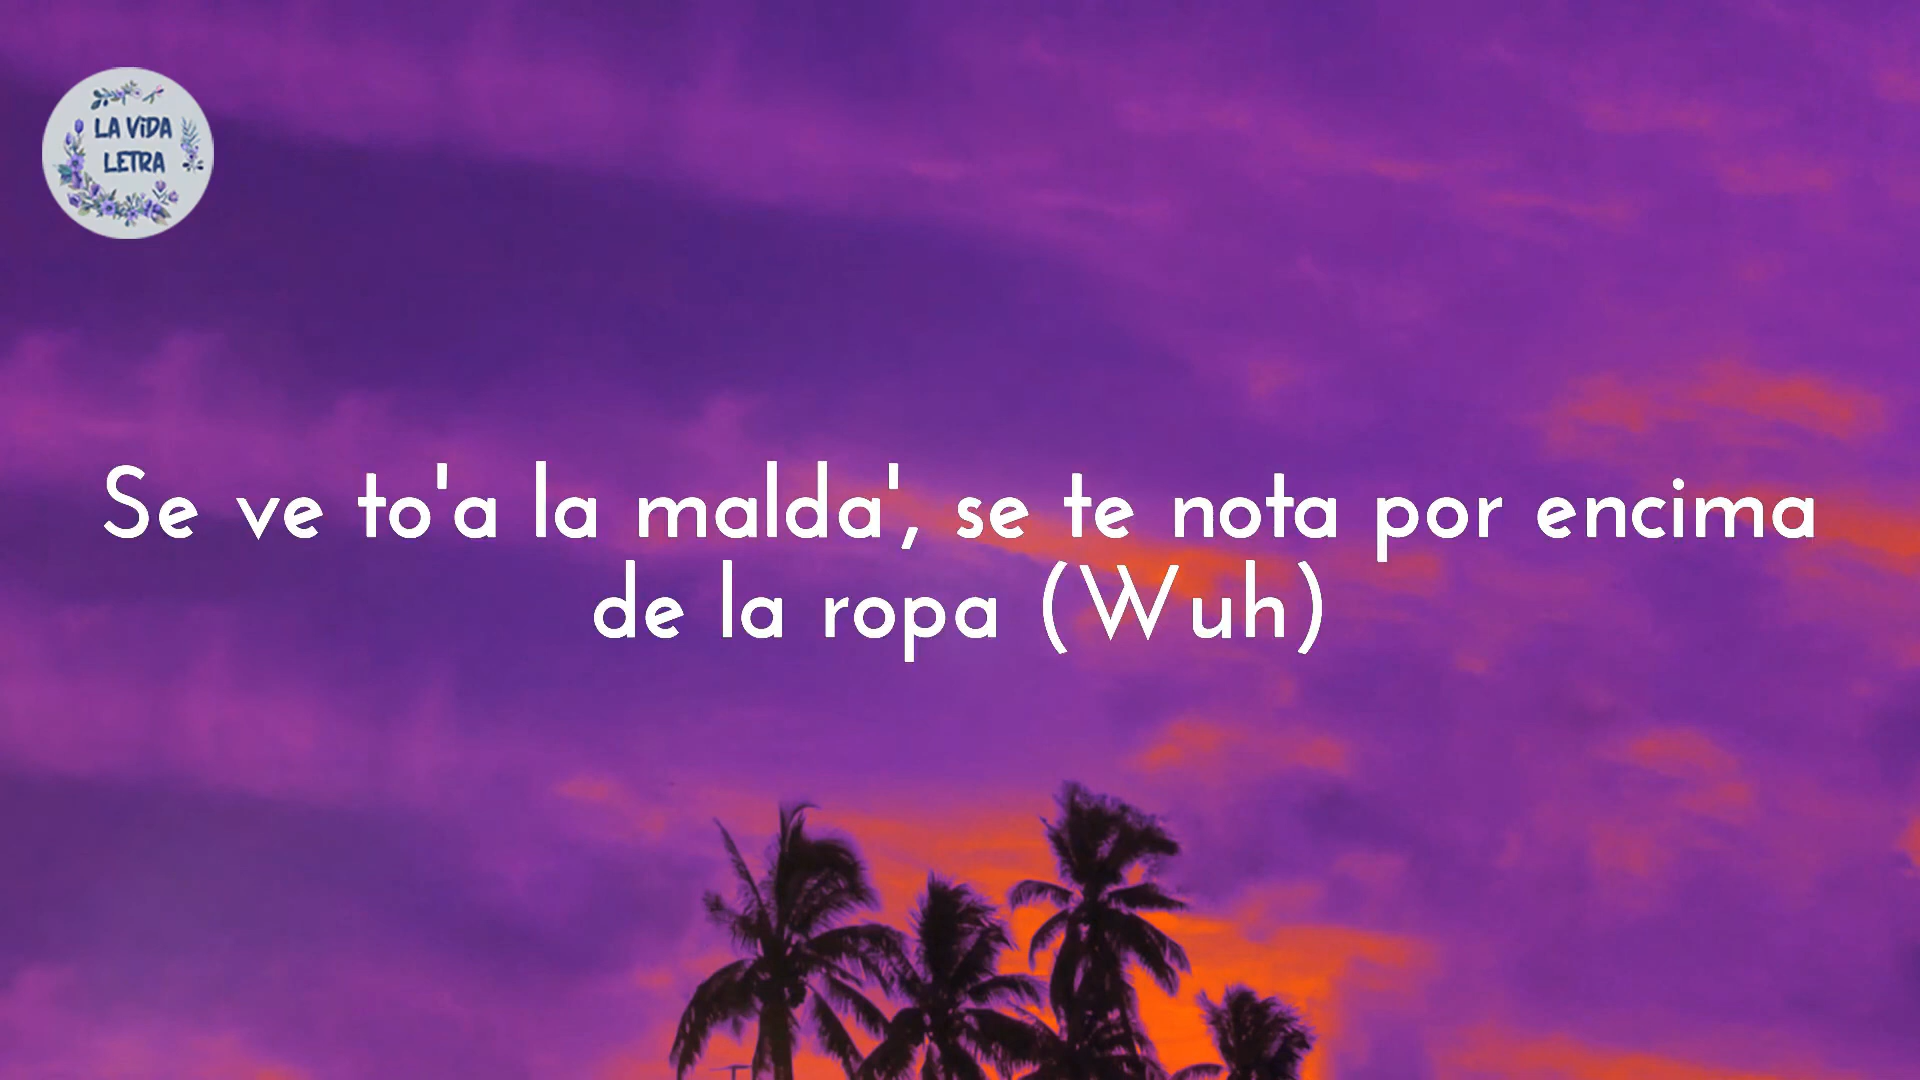 LA ViDA
LETRA
Se ve to'a la malda', se te nota por encima
de la ropa (Wuh)